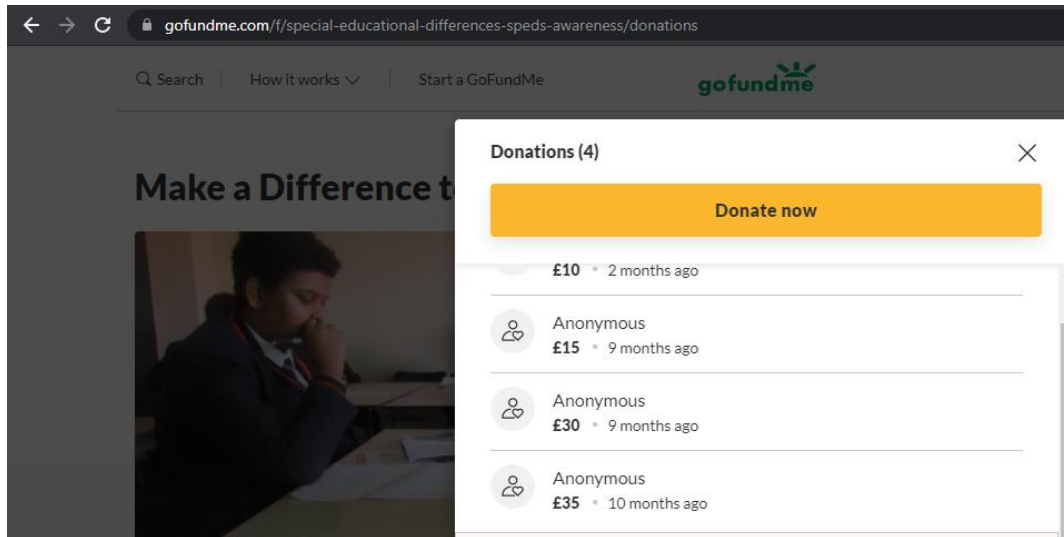 gofundme.com/f/special-educational-differences-speds-awareness/donations
Search How it works Start a GoFundMe gofundme
Donations (4)
Make a Difference t
Donate now
£10 • 2 months ago
Anonymous
£15 • 9 months ago
Anonymous
£30 • 9 months ago
Anonymous
£35 • 10 months ago